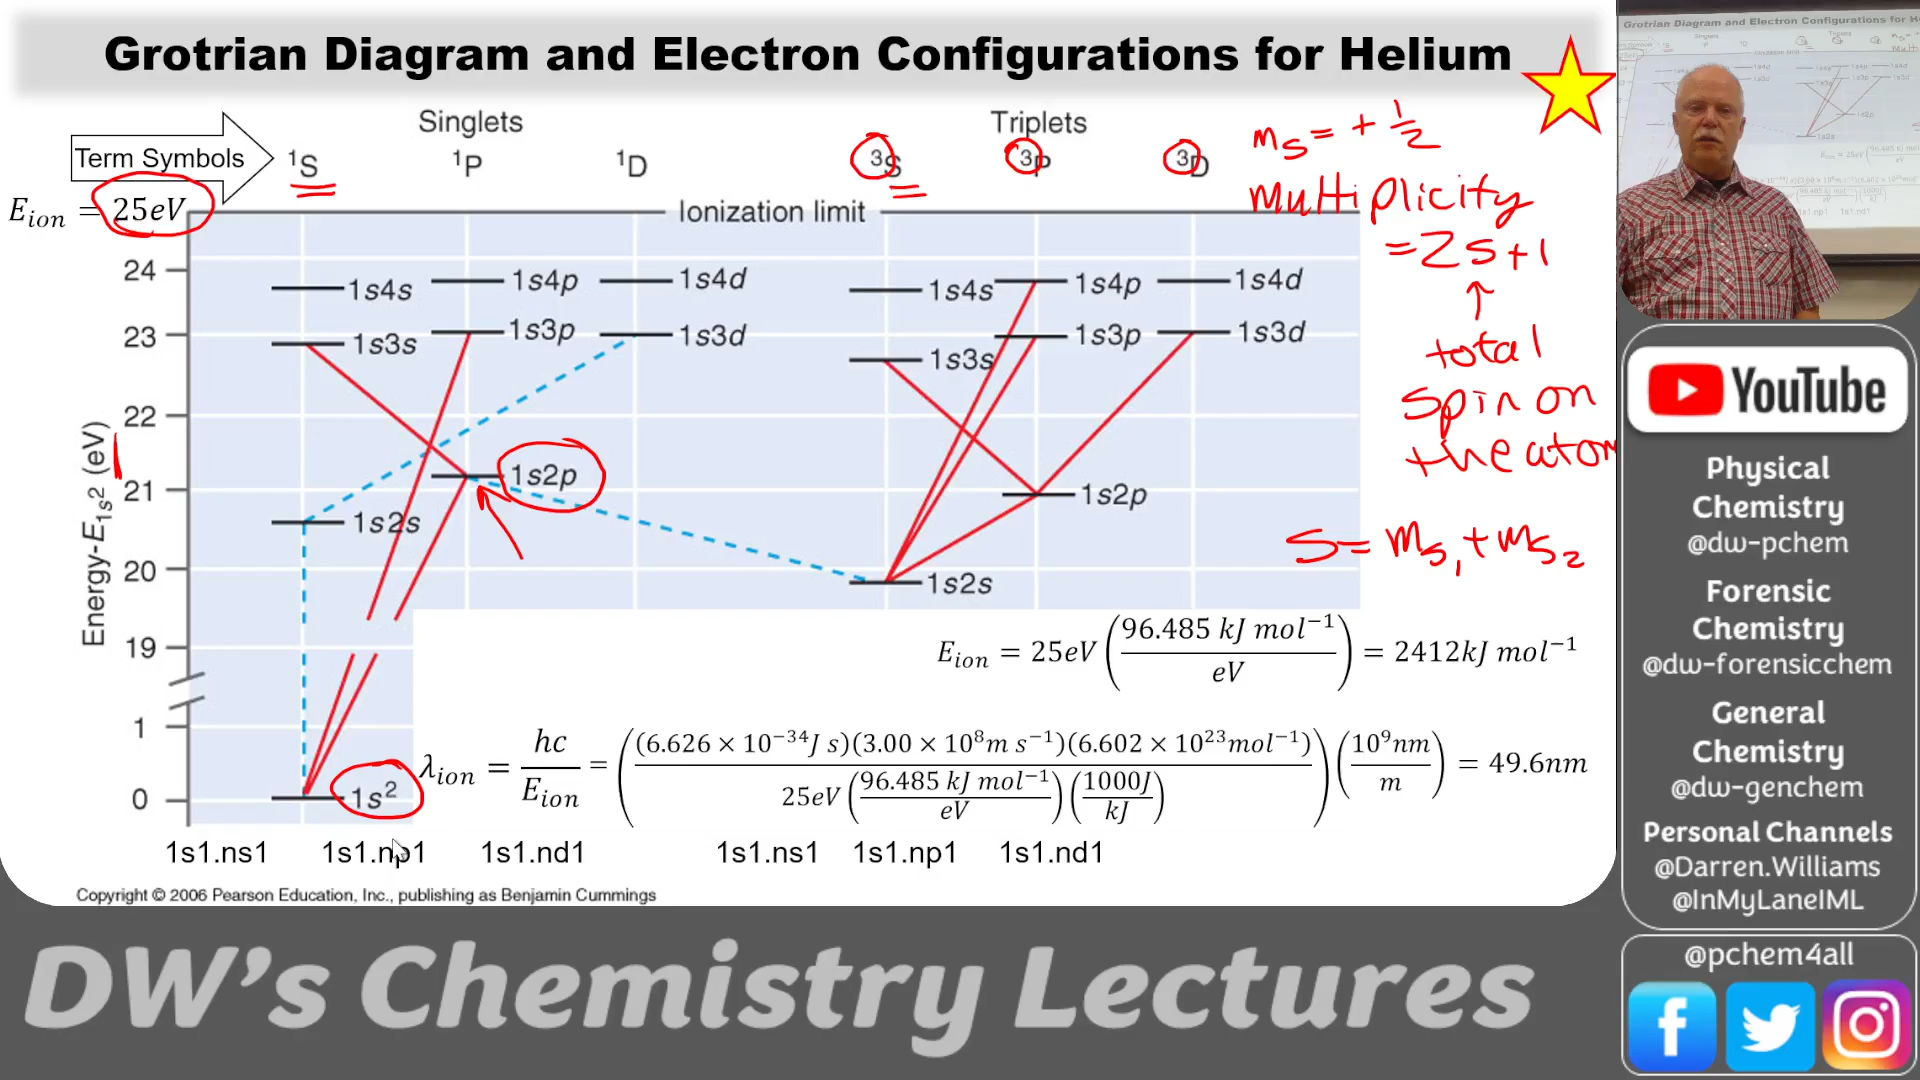 Grotrian Diagram and Electron Configurations for Helium
Singlets
Triplets
Term Symbols
¹S ¹P ¹D ³S ³P ³D
mₛ = + 1/2
E_ion = 25eV
Ionization limit
multiplicity
= 2S+1
↑
total
spin on
the atom
S = mₛ₁ + mₛ₂
Energy-E₁ₛ² (eV)
24
23
22
21
20
19
1
0
1s4s 1s4p 1s4d 1s4s 1s4p 1s4d
1s3s 1s3p 1s3d 1s3s 1s3p 1s3d
1s2p 1s2p
1s2s 1s2s
1s²
E_ion = 25eV (96.485 kJ mol⁻¹ / eV) = 2412kJ mol⁻¹
λ_ion = hc / E_ion = ((6.626 × 10⁻³⁴J s)(3.00 × 10⁸m s⁻¹)(6.602 × 10²³mol⁻¹) / 25eV (96.485 kJ mol⁻¹ / eV)(1000J / kJ)) (10⁹nm / m) = 49.6nm
1s1.ns1 1s1.np1 1s1.nd1 1s1.ns1 1s1.np1 1s1.nd1
Copyright © 2006 Pearson Education, Inc., publishing as Benjamin Cummings
DW's Chemistry Lectures
YouTube
Physical
Chemistry
@dw-pchem
Forensic
Chemistry
@dw-forensicchem
General
Chemistry
@dw-genchem
Personal Channels
@Darren.Williams
@InMyLaneIML
@pchem4all